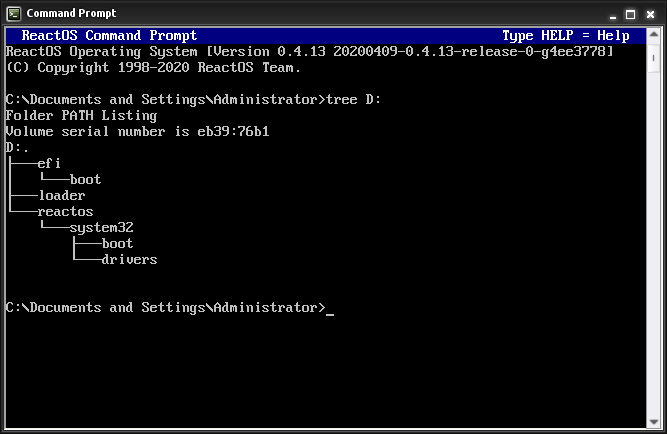 Command Prompt
ReactOS Command Prompt Type HELP = Help
ReactOS Operating System [Version 0.4.13 20200409-0.4.13-release-0-g4ee3778]
(C) Copyright 1998-2020 ReactOS Team.
C:\Documents and Settings\Administrator>tree D:
Folder PATH Listing
Volume serial number is eb39:76b1
D:.
├───efi
│   └───boot
├───loader
└───reactos
    └───system32
        ├───boot
        └───drivers
C:\Documents and Settings\Administrator>_